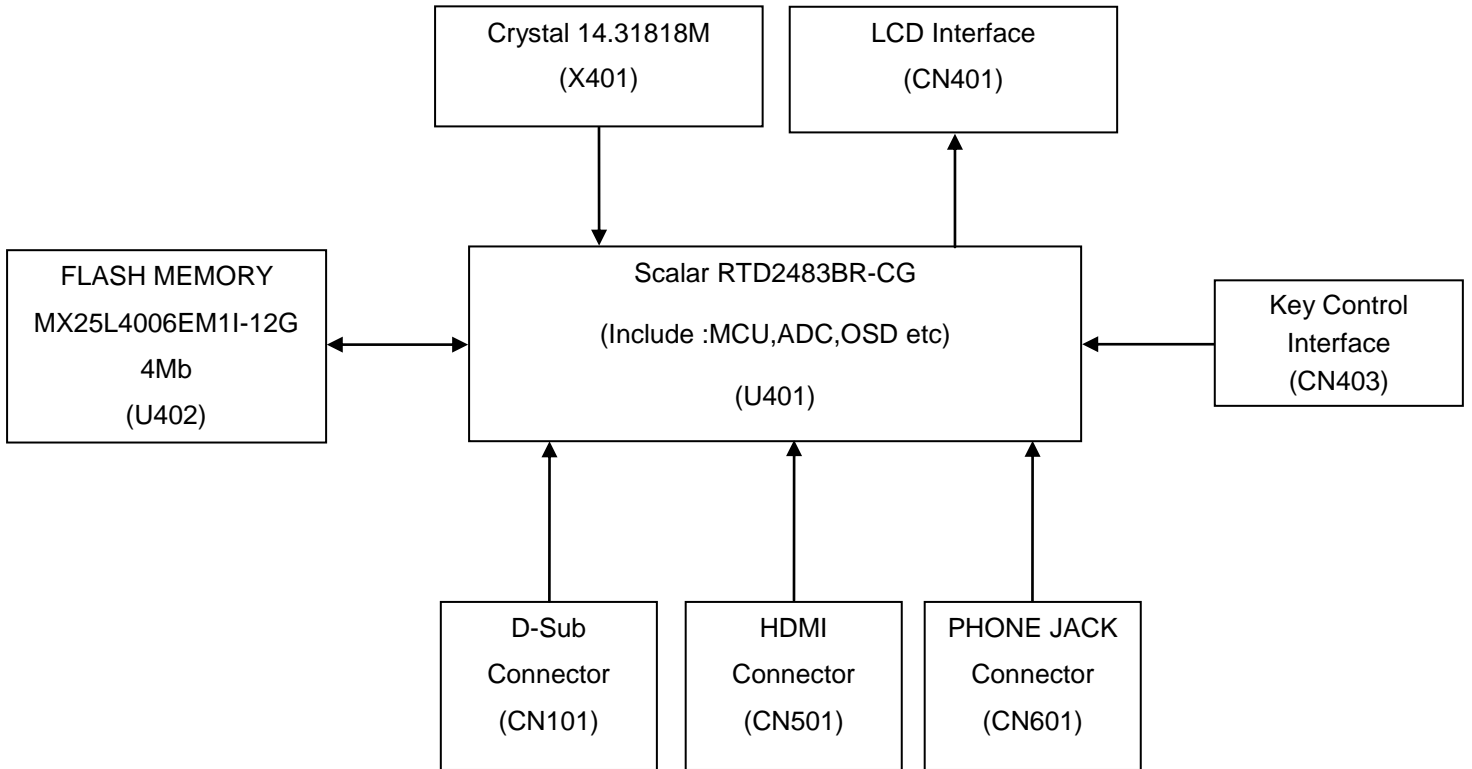 Crystal 14.31818M
(X401)
LCD Interface
(CN401)
FLASH MEMORY
MX25L4006EM1I-12G
4Mb
(U402)
Scalar RTD2483BR-CG
(Include :MCU,ADC,OSD etc)
(U401)
Key Control
Interface
(CN403)
D-Sub
Connector
(CN101)
HDMI
Connector
(CN501)
PHONE JACK
Connector
(CN601)